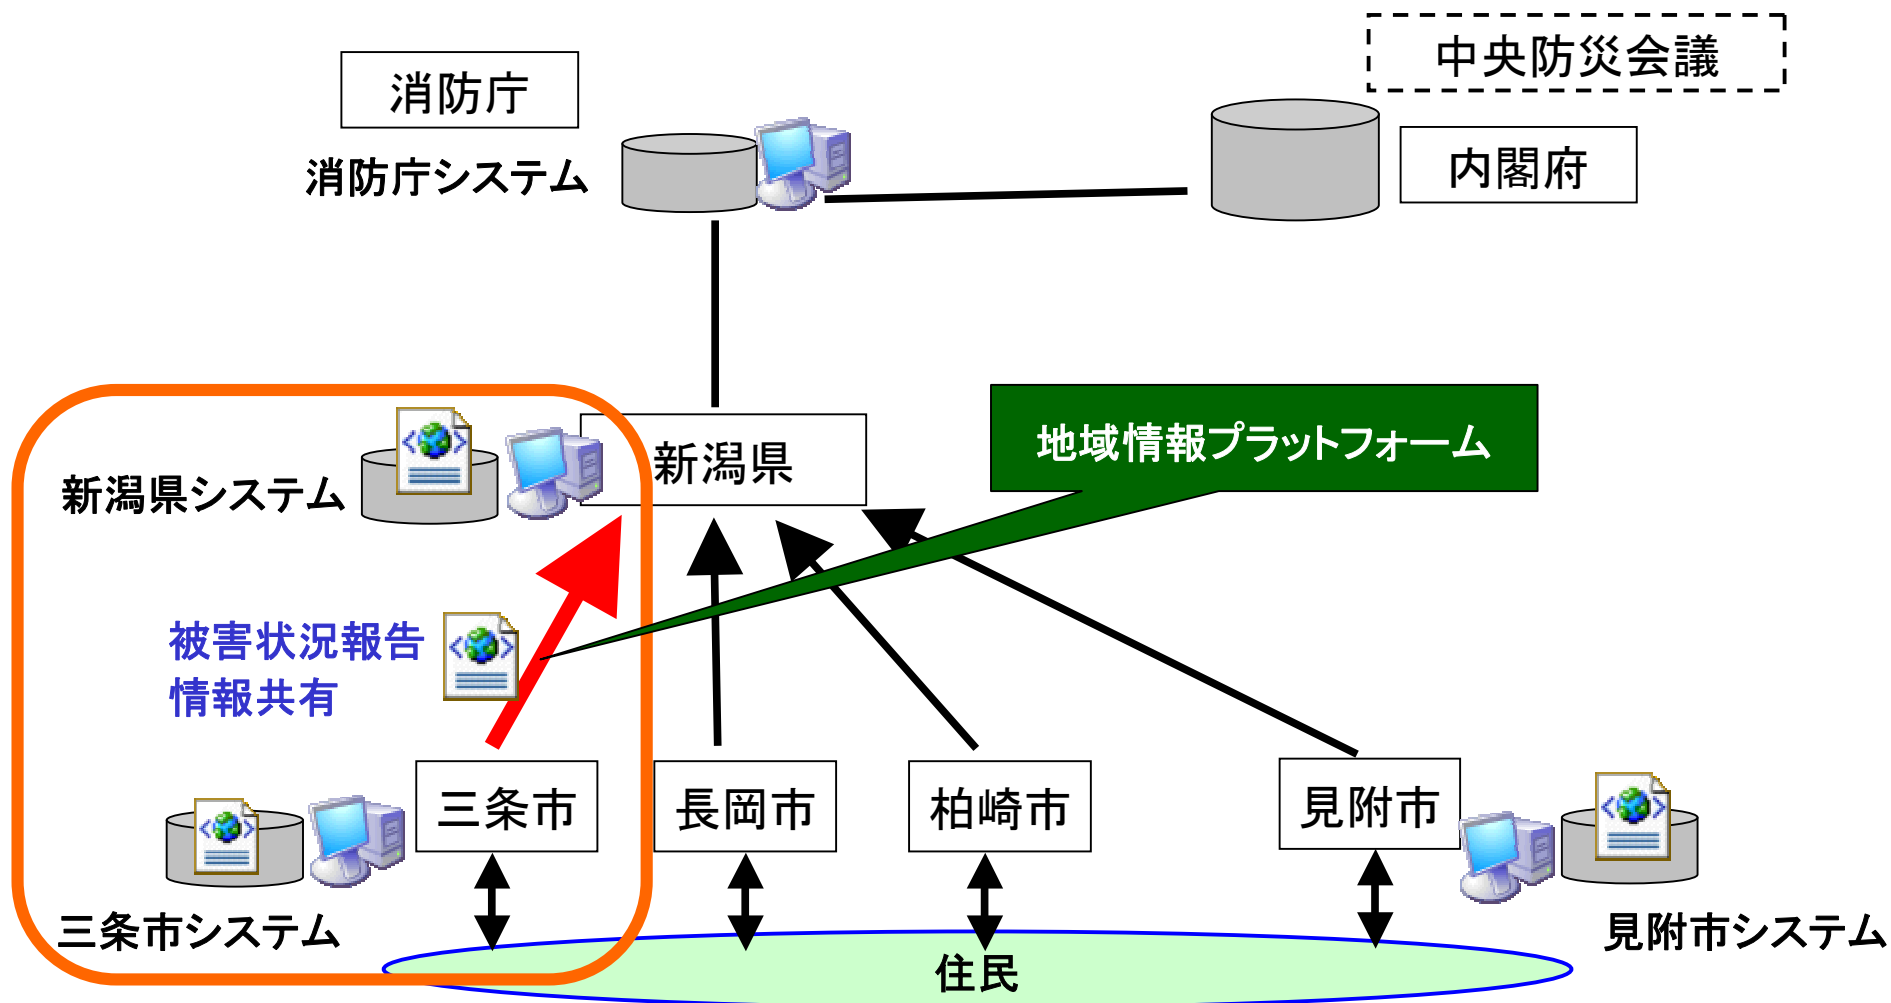 中央防災会議
消防庁
内閣府
消防庁システム
地域情報プラットフォーム
新潟県
新潟県システム
被害状況報告
情報共有
三条市
長岡市
柏崎市
見附市
三条市システム
見附市システム
住民